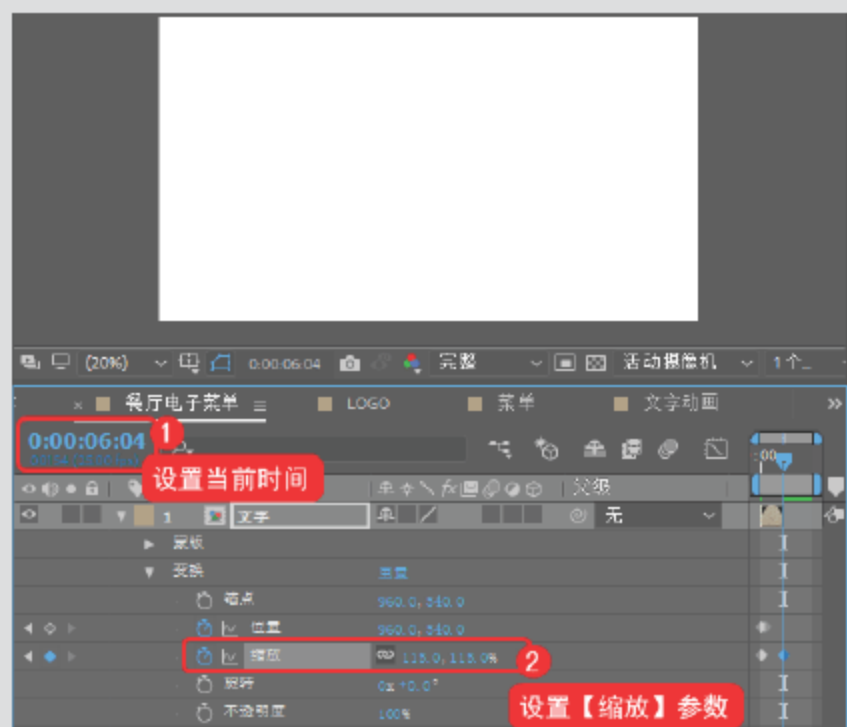 (20%) 0:00:06:04 完整 活动摄像机 1个...
餐厅电子菜单 LOGO 菜单 文字动画
0:00:06:04 1
:00
设置当前时间
父级
1 文字 无
蒙版
变换 重置
锚点 960.0, 540.0
位置 960.0, 540.0
缩放 115.0, 115.0% 2
旋转 0x +0.0°
设置【缩放】参数
不透明度 100%